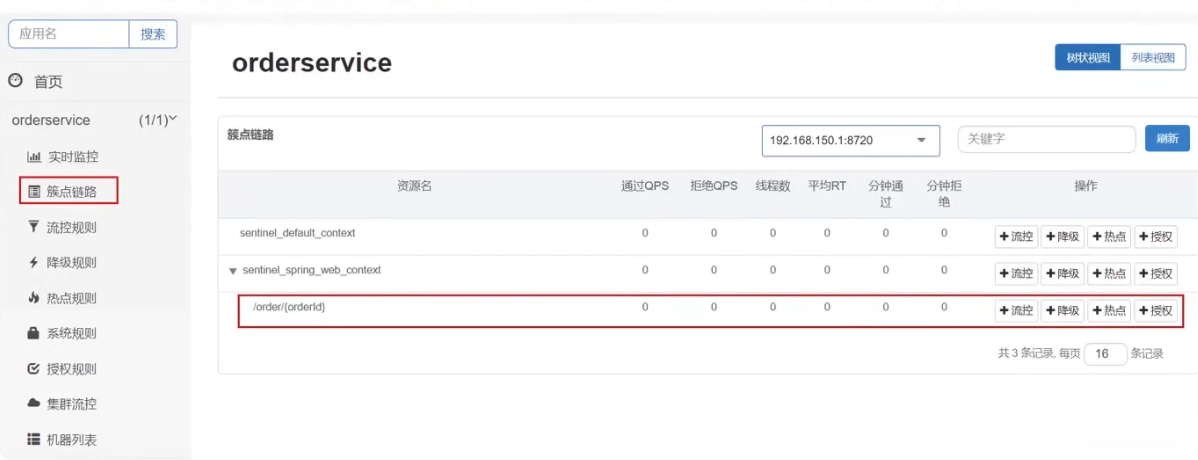 应用名 搜索
首页
orderservice (1/1)
实时监控
簇点链路
流控规则
降级规则
热点规则
系统规则
授权规则
集群流控
机器列表
orderservice
树状视图 列表视图
簇点链路 192.168.150.1:8720 关键字 刷新
资源名 通过QPS 拒绝QPS 线程数 平均RT 分钟通过 分钟拒绝 操作
sentinel_default_context 0 0 0 0 0 0 +流控 +降级 +热点 +授权
sentinel_spring_web_context 0 0 0 0 0 0 +流控 +降级 +热点 +授权
/order/{orderId} 0 0 0 0 0 0 +流控 +降级 +热点 +授权
共 3 条记录, 每页 16 条记录